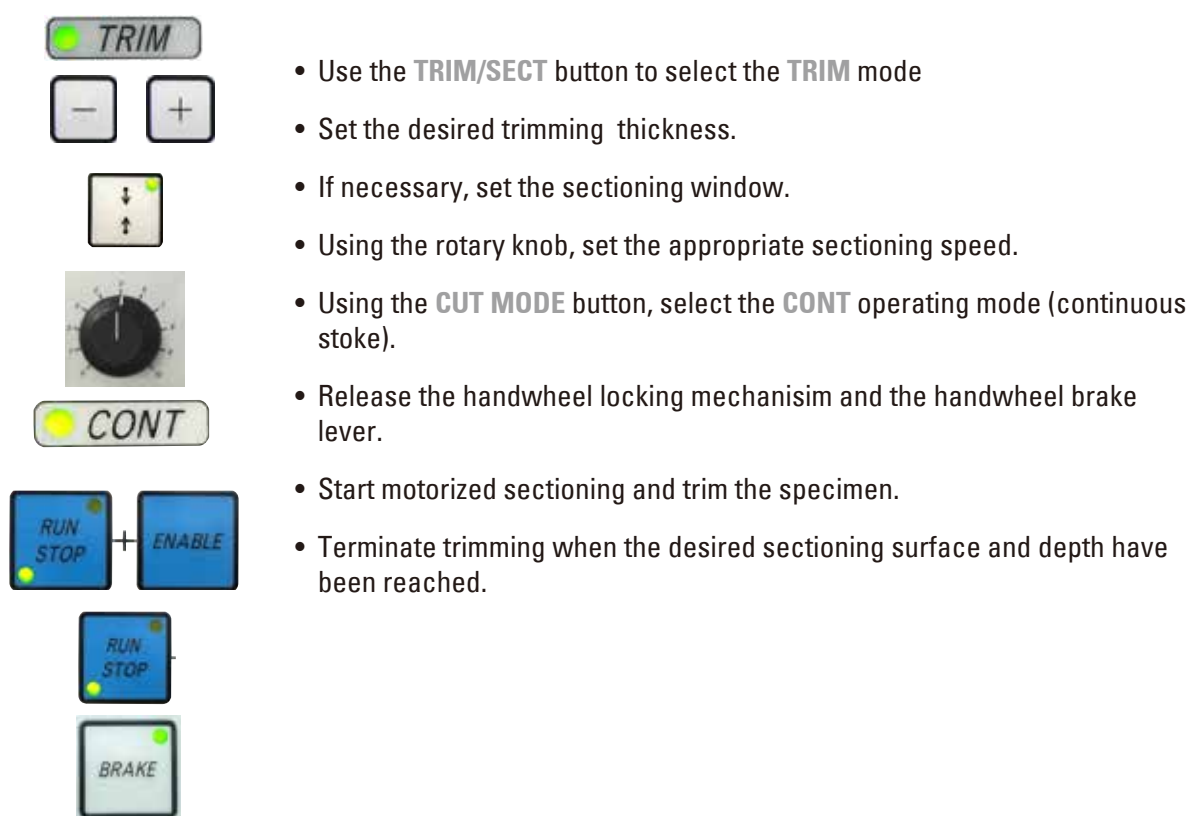 TRIM
− +
• Use the TRIM/SECT button to select the TRIM mode
• Set the desired trimming thickness.
• If necessary, set the sectioning window.
• Using the rotary knob, set the appropriate sectioning speed.
• Using the CUT MODE button, select the CONT operating mode (continuous
stoke).
• Release the handwheel locking mechanisim and the handwheel brake
lever.
CONT
• Start motorized sectioning and trim the specimen.
RUN
STOP
+ ENABLE
• Terminate trimming when the desired sectioning surface and depth have
been reached.
RUN
STOP
BRAKE